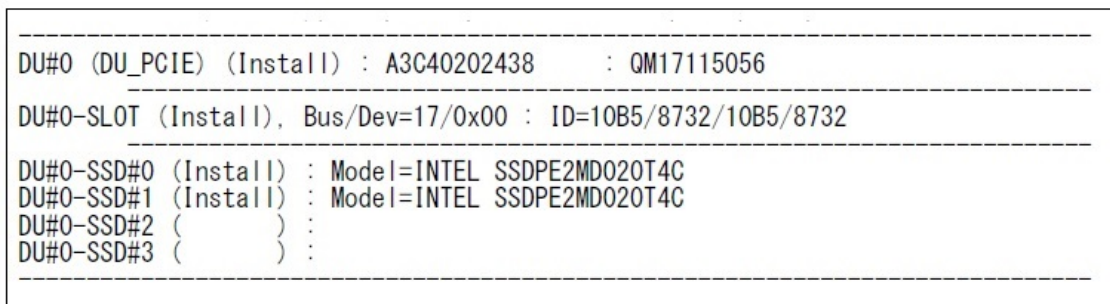 --------------------------------------------------------------------------------
DU#0 (DU_PCIE) (Install) : A3C40202438     : QM17115056
        ------------------------------------------------------------------------
DU#0-SLOT (Install), Bus/Dev=17/0x00 : ID=10B5/8732/10B5/8732
        ------------------------------------------------------------------------
DU#0-SSD#0 (Install) : Model=INTEL SSDPE2MD020T4C
DU#0-SSD#1 (Install) : Model=INTEL SSDPE2MD020T4C
DU#0-SSD#2 (       ) :
DU#0-SSD#3 (       ) :
--------------------------------------------------------------------------------